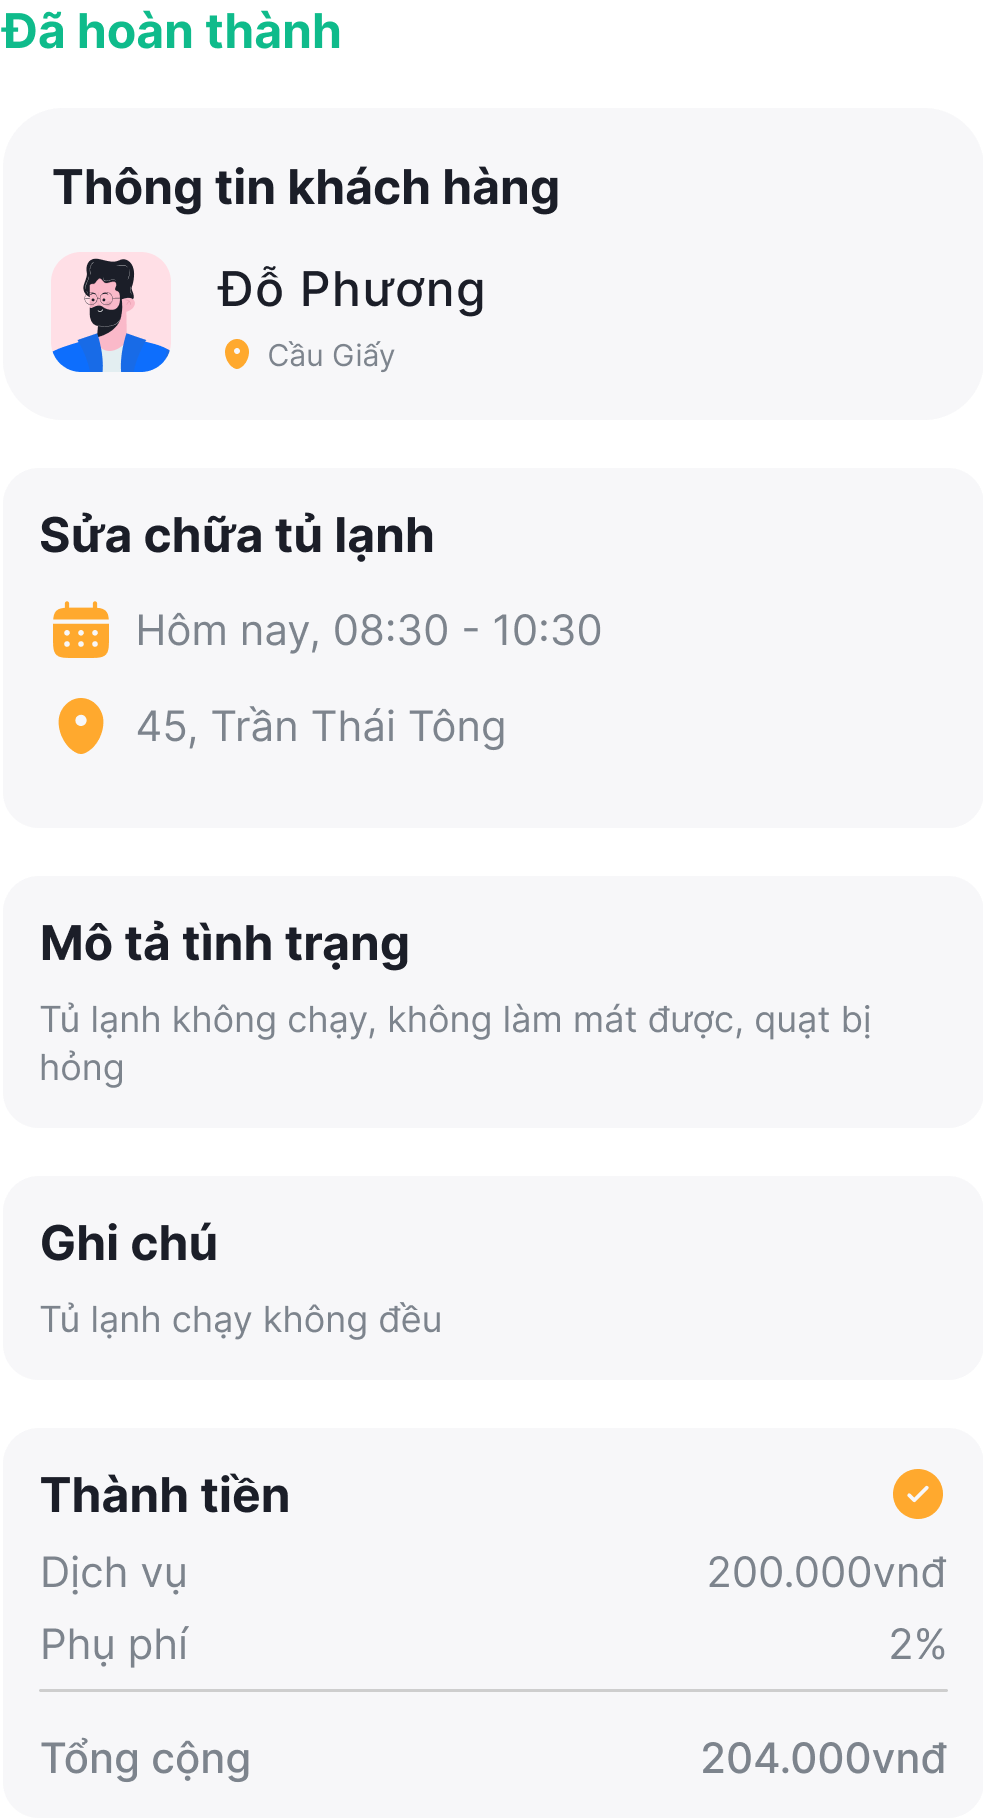 Đã hoàn thành
Thông tin khách hàng
Đỗ Phương
Cầu Giấy
Sửa chữa tủ lạnh
Hôm nay, 08:30 - 10:30
45, Trần Thái Tông
Mô tả tình trạng
Tủ lạnh không chạy, không làm mát được, quạt bị
hỏng
Ghi chú
Tủ lạnh chạy không đều
Thành tiền
Dịch vụ 200.000vnđ
Phụ phí 2%
Tổng cộng 204.000vnđ